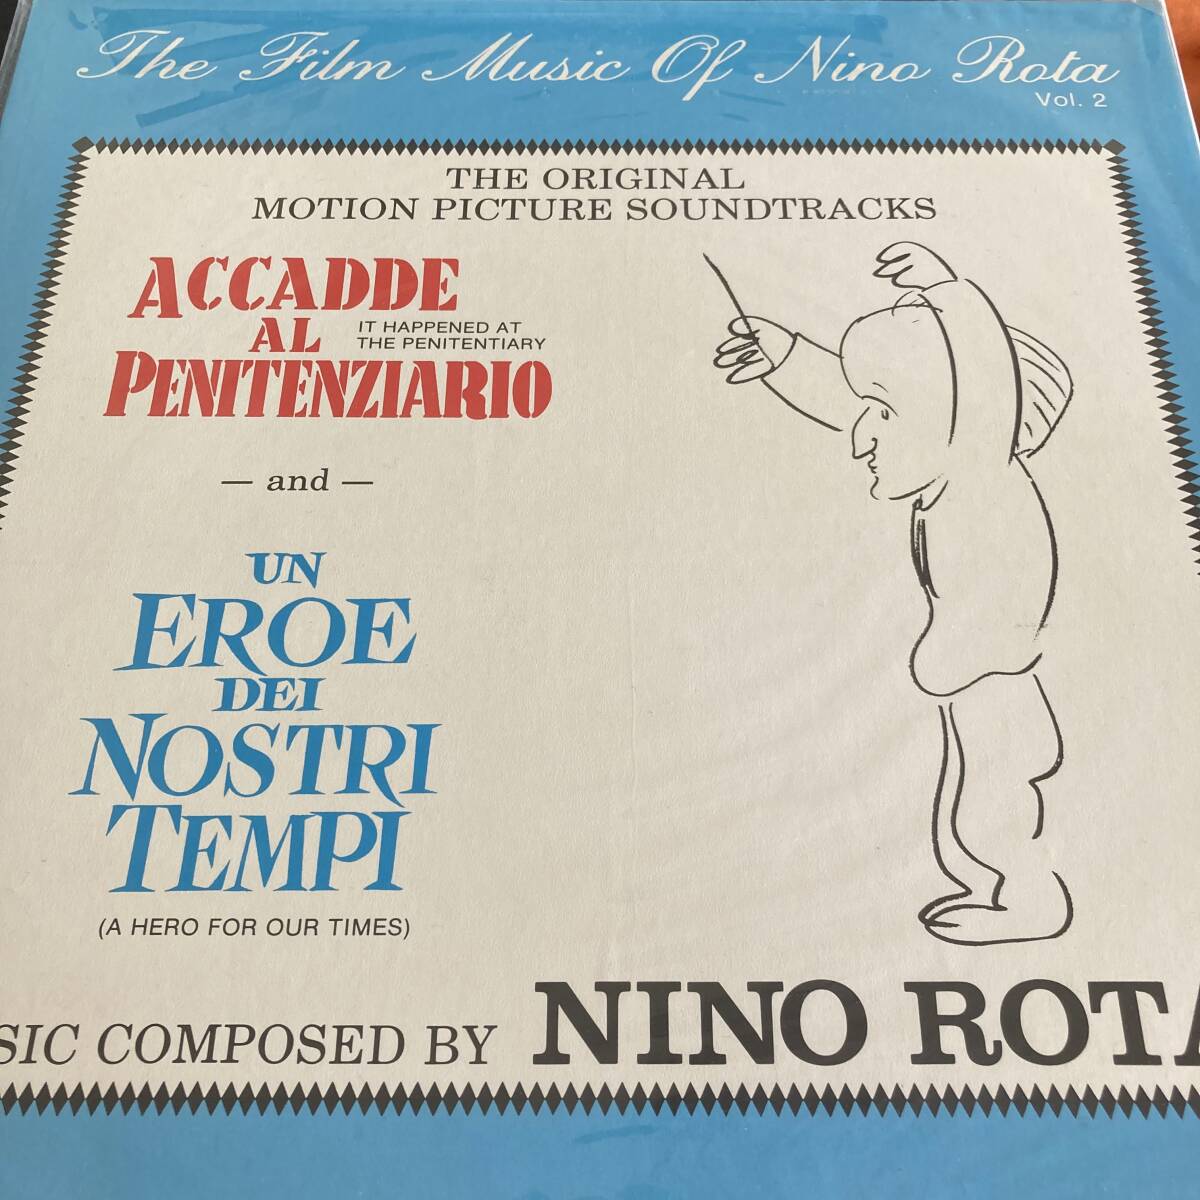 The Film Music Of Nino Rota
Vol. 2
THE ORIGINAL
MOTION PICTURE SOUNDTRACKS
ACCADDE
AL
IT HAPPENED AT
THE PENITENTIARY
PENITENZIARIO
— and —
UN
EROE
DEI
NOSTRI
TEMPI
(A HERO FOR OUR TIMES)
SIC COMPOSED BY NINO ROTA